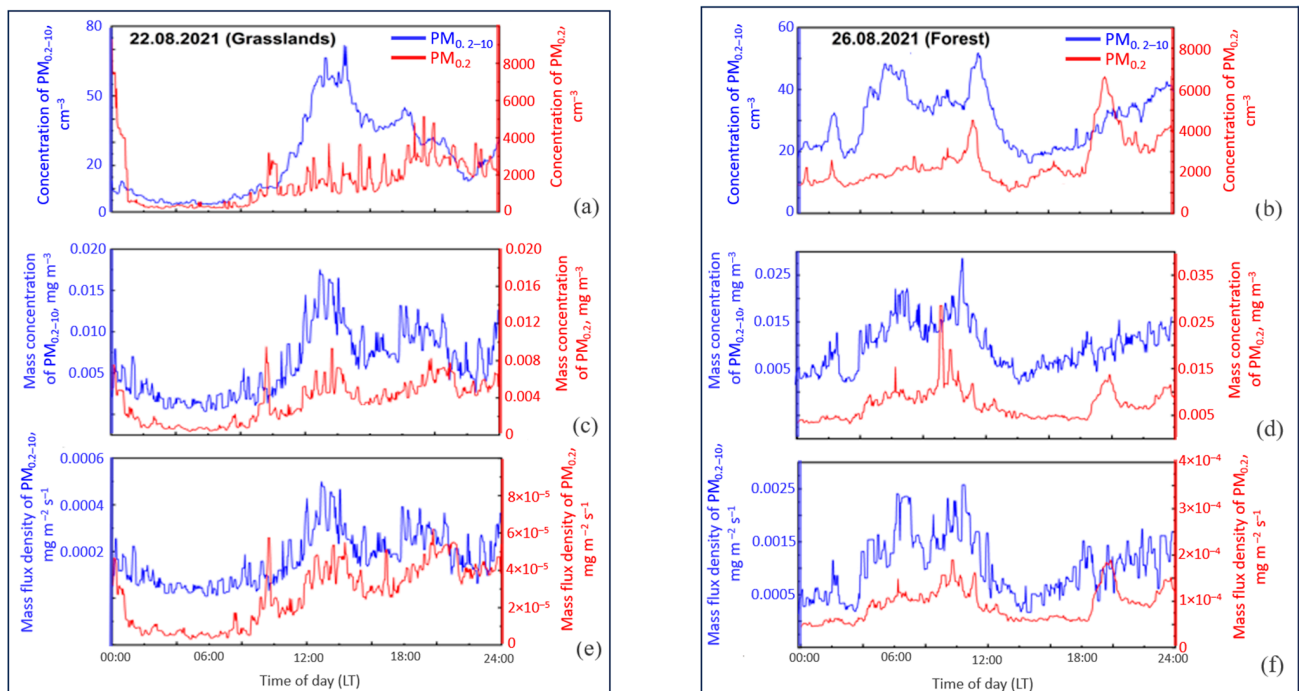 Concentration of PM₀.₂₋₁₀,
cm⁻³
80
50
20
0
22.08.2021 (Grasslands)
PM₀.₂₋₁₀
PM₀.₂
8000
6000
4000
2000
0
Concentration of PM₀.₂,
cm⁻³
(a)
Mass concentration
of PM₀.₂₋₁₀, mg m⁻³
0.020
0.015
0.010
0.005
0.020
0.016
0.012
0.008
0.004
0
Mass concentration
of PM₀.₂, mg m⁻³
(c)
Mass flux density of PM₀.₂₋₁₀,
mg m⁻² s⁻¹
0.0006
0.0004
0.0002
8×10⁻⁵
6×10⁻⁵
4×10⁻⁵
2×10⁻⁵
0
Mass flux density of PM₀.₂,
mg m⁻² s⁻¹
(e)
00:00 06:00 12:00 18:00 24:00
Time of day (LT)
Concentration of PM₀.₂₋₁₀,
cm⁻³
60
40
20
0
26.08.2021 (Forest)
PM₀.₂₋₁₀
PM₀.₂
8000
6000
4000
2000
0
Concentration of PM₀.₂,
cm⁻³
(b)
Mass concentration
of PM₀.₂₋₁₀, mg m⁻³
0.025
0.015
0.005
0.035
0.025
0.015
0.005
Mass concentration
of PM₀.₂, mg m⁻³
(d)
Mass flux density of PM₀.₂₋₁₀,
mg m⁻² s⁻¹
0.0025
0.0015
0.0005
4×10⁻⁴
3×10⁻⁴
2×10⁻⁴
1×10⁻⁴
0
Mass flux density of PM₀.₂,
mg m⁻² s⁻¹
(f)
00:00 06:00 12:00 18:00 24:00
Time of day (LT)